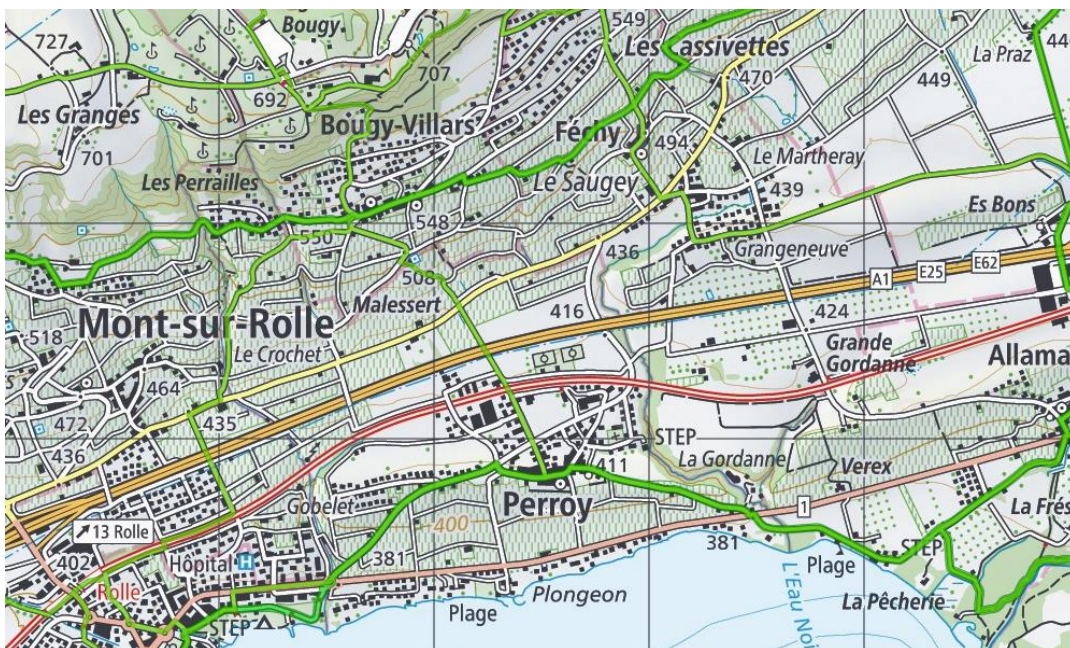 Bougy
549
727
Les Cassivettes
La Praz
692
707
470
449
Les Granges
Bougy-Villars
Féchy
494
701
Le Martheray
Les Perrailles
Le Saugey
439
Es Bons
548
550
Grangeneuve
436
508
A1
E25
E62
Malessert
416
424
518
Mont-sur-Rolle
Le Crochet
Grande
Gordanne
Allama
464
435
472
STEP
436
411
La Gordanne
Verex
Perroy
Gobelet
400
1
La Frés
13 Rolle
381
381
STEP
402
Hôpital
H
Plage
Rolle
Plongeon
La Pêcherie
Plage
STEP
L'Eau Noi